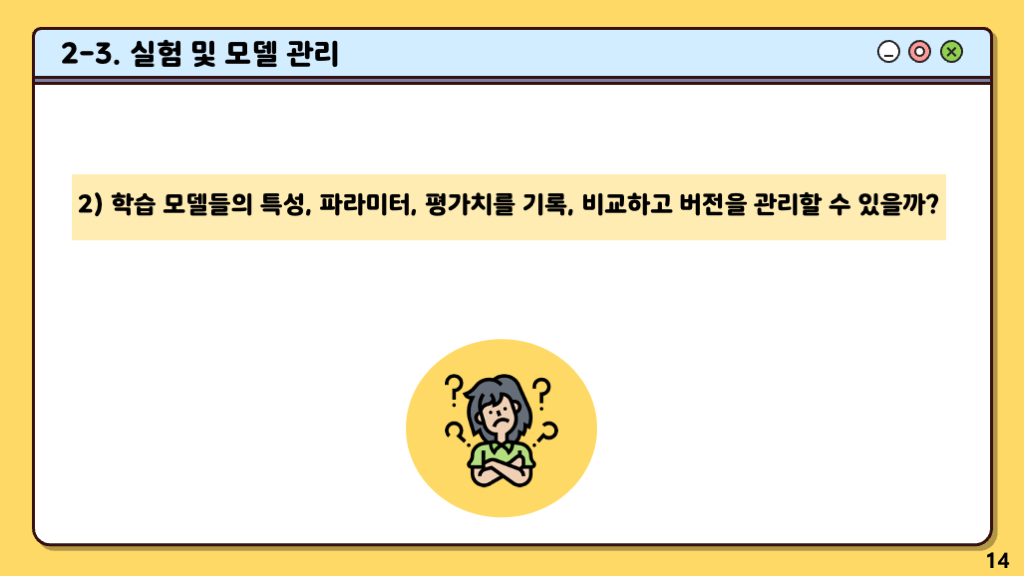 2-3. 실험 및 모델 관리
2) 학습 모델들의 특성, 파라미터, 평가치를 기록, 비교하고 버전을 관리할 수 있을까?
? ?
? ?
14